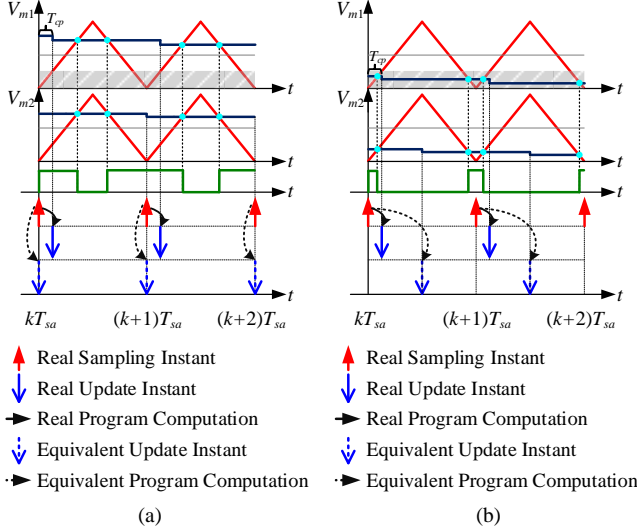 V_{m1}
T_{cp}
t
V_{m2}
t
t
kT_{sa}
(k+1)T_{sa}
(k+2)T_{sa}
Real Sampling Instant
Real Update Instant
Real Program Computation
Equivalent Update Instant
Equivalent Program Computation
(a)
V_{m1}
T_{cp}
t
V_{m2}
t
t
kT_{sa}
(k+1)T_{sa}
(k+2)T_{sa}
Real Sampling Instant
Real Update Instant
Real Program Computation
Equivalent Update Instant
Equivalent Program Computation
(b)